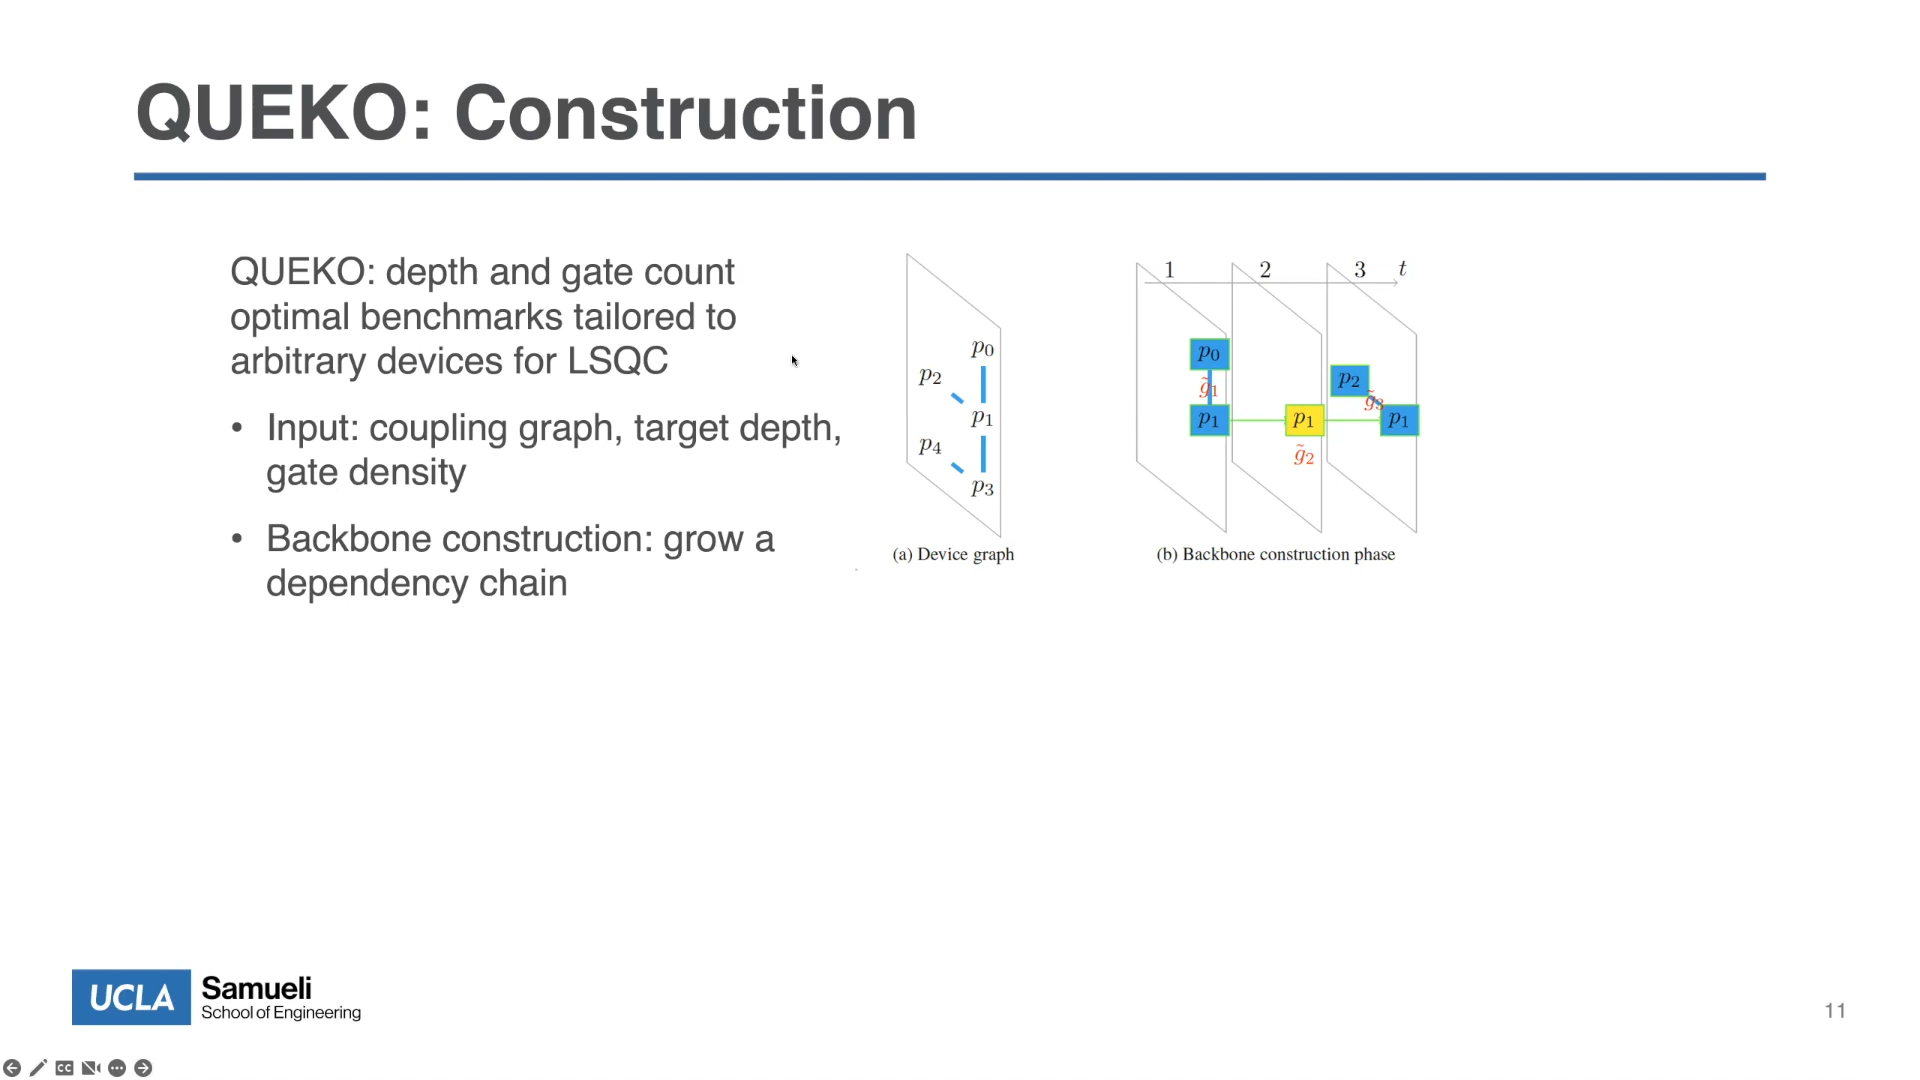 QUEKO: Construction
QUEKO: depth and gate count
optimal benchmarks tailored to
arbitrary devices for LSQC
• Input: coupling graph, target depth,
gate density
• Backbone construction: grow a
dependency chain
p0
p2
p1
p4
p3
(a) Device graph
1 2 3 t
p0
g̃1
p1
p1
g̃2
p2
g̃3
p1
(b) Backbone construction phase
UCLA Samueli
School of Engineering
11
CC